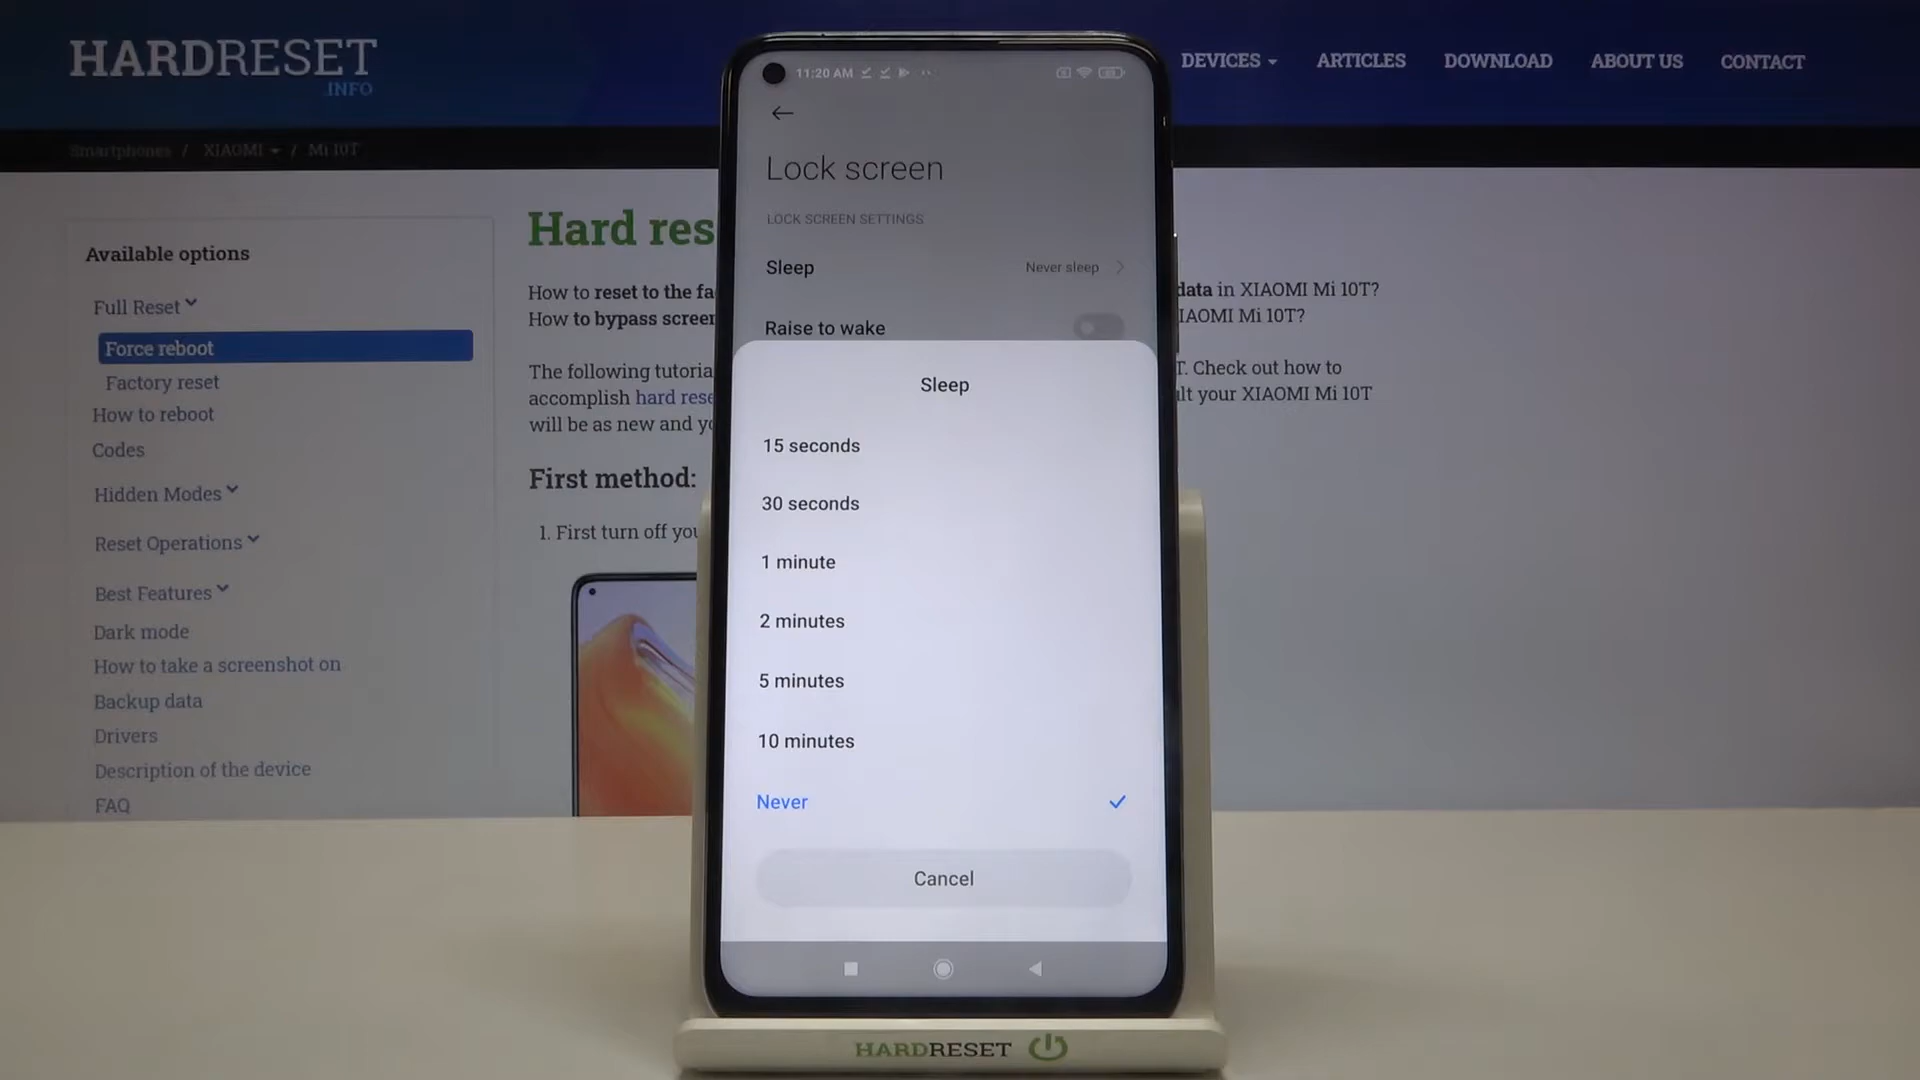 HARDRESET
.INFO
DEVICES
ARTICLES
DOWNLOAD
ABOUT US
CONTACT
Smartphones / XIAOMI / Mi 10T
Available options
Full Reset
Force reboot
Factory reset
How to reboot
Codes
Hidden Modes
Reset Operations
Best Features
Dark mode
How to take a screenshot on
Backup data
Drivers
Description of the device
FAQ
Hard res
How to reset to the fa
data in XIAOMI Mi 10T?
How to bypass screen
IAOMI Mi 10T?
The following tutoria
T. Check out how to
accomplish hard rese
ult your XIAOMI Mi 10T
will be as new and yo
First method:
1. First turn off you
11:20 AM
Lock screen
LOCK SCREEN SETTINGS
Sleep
Never sleep
Raise to wake
Sleep
15 seconds
30 seconds
1 minute
2 minutes
5 minutes
10 minutes
Never
Cancel
HARDRESET